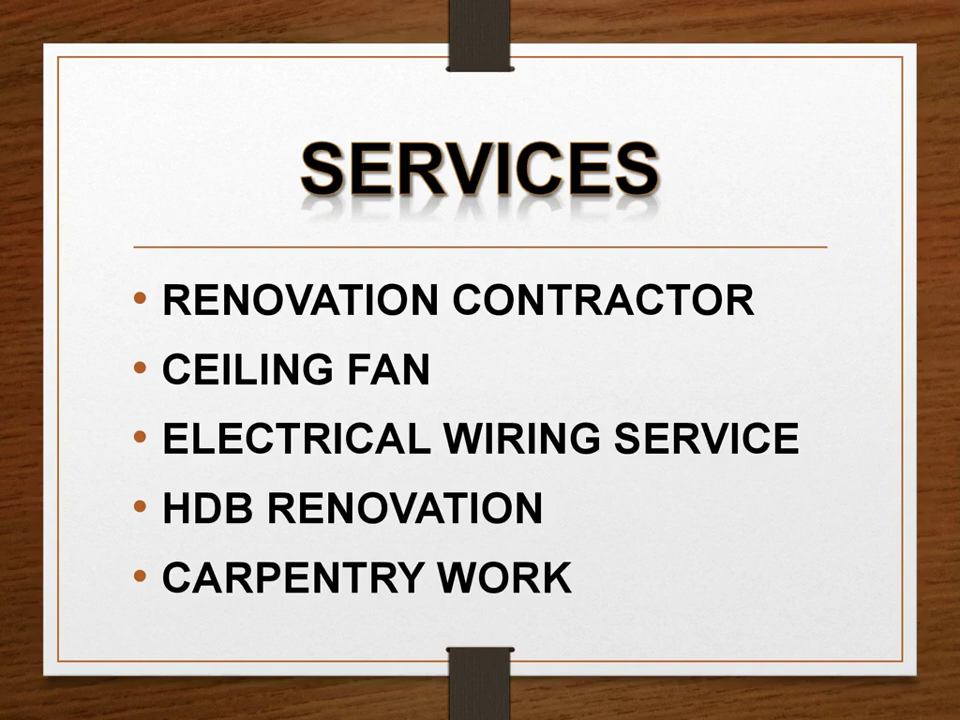 SERVICES
• RENOVATION CONTRACTOR
• CEILING FAN
• ELECTRICAL WIRING SERVICE
• HDB RENOVATION
• CARPENTRY WORK